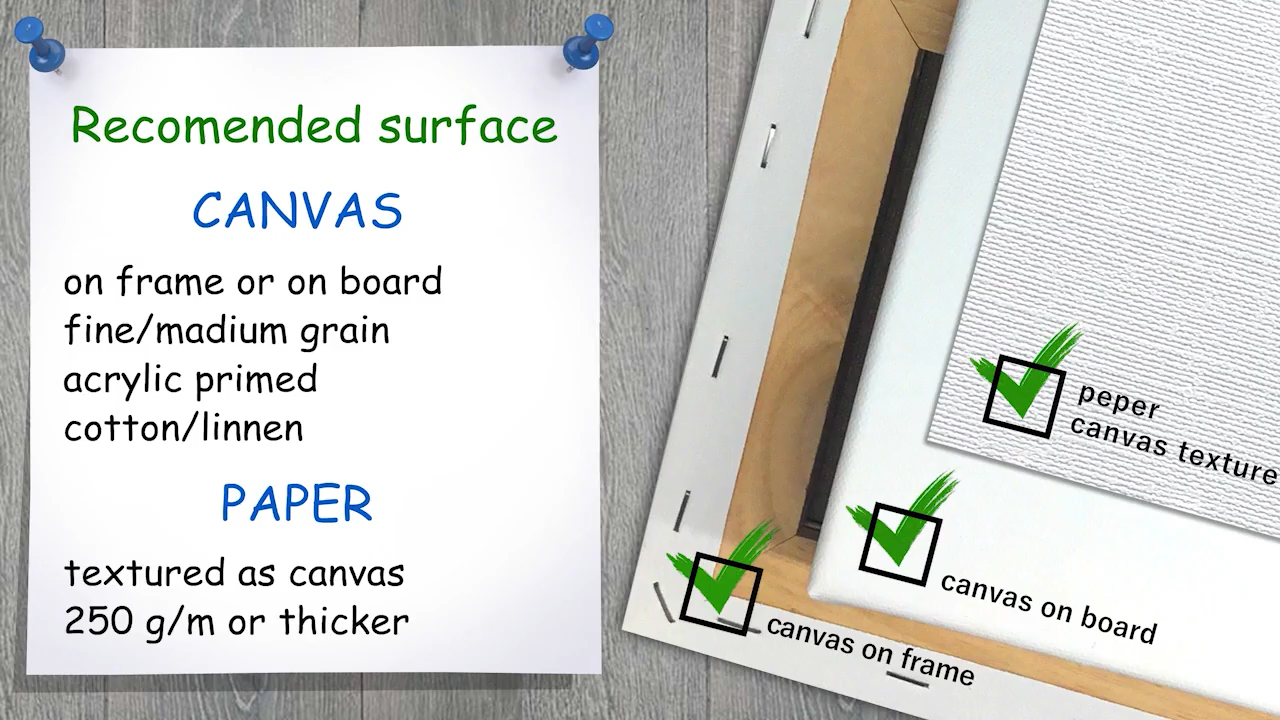 Recomended surface
CANVAS
on frame or on board
fine/madium grain
acrylic primed
cotton/linnen
PAPER
textured as canvas
250 g/m or thicker
peper
canvas texture
canvas on board
canvas on frame